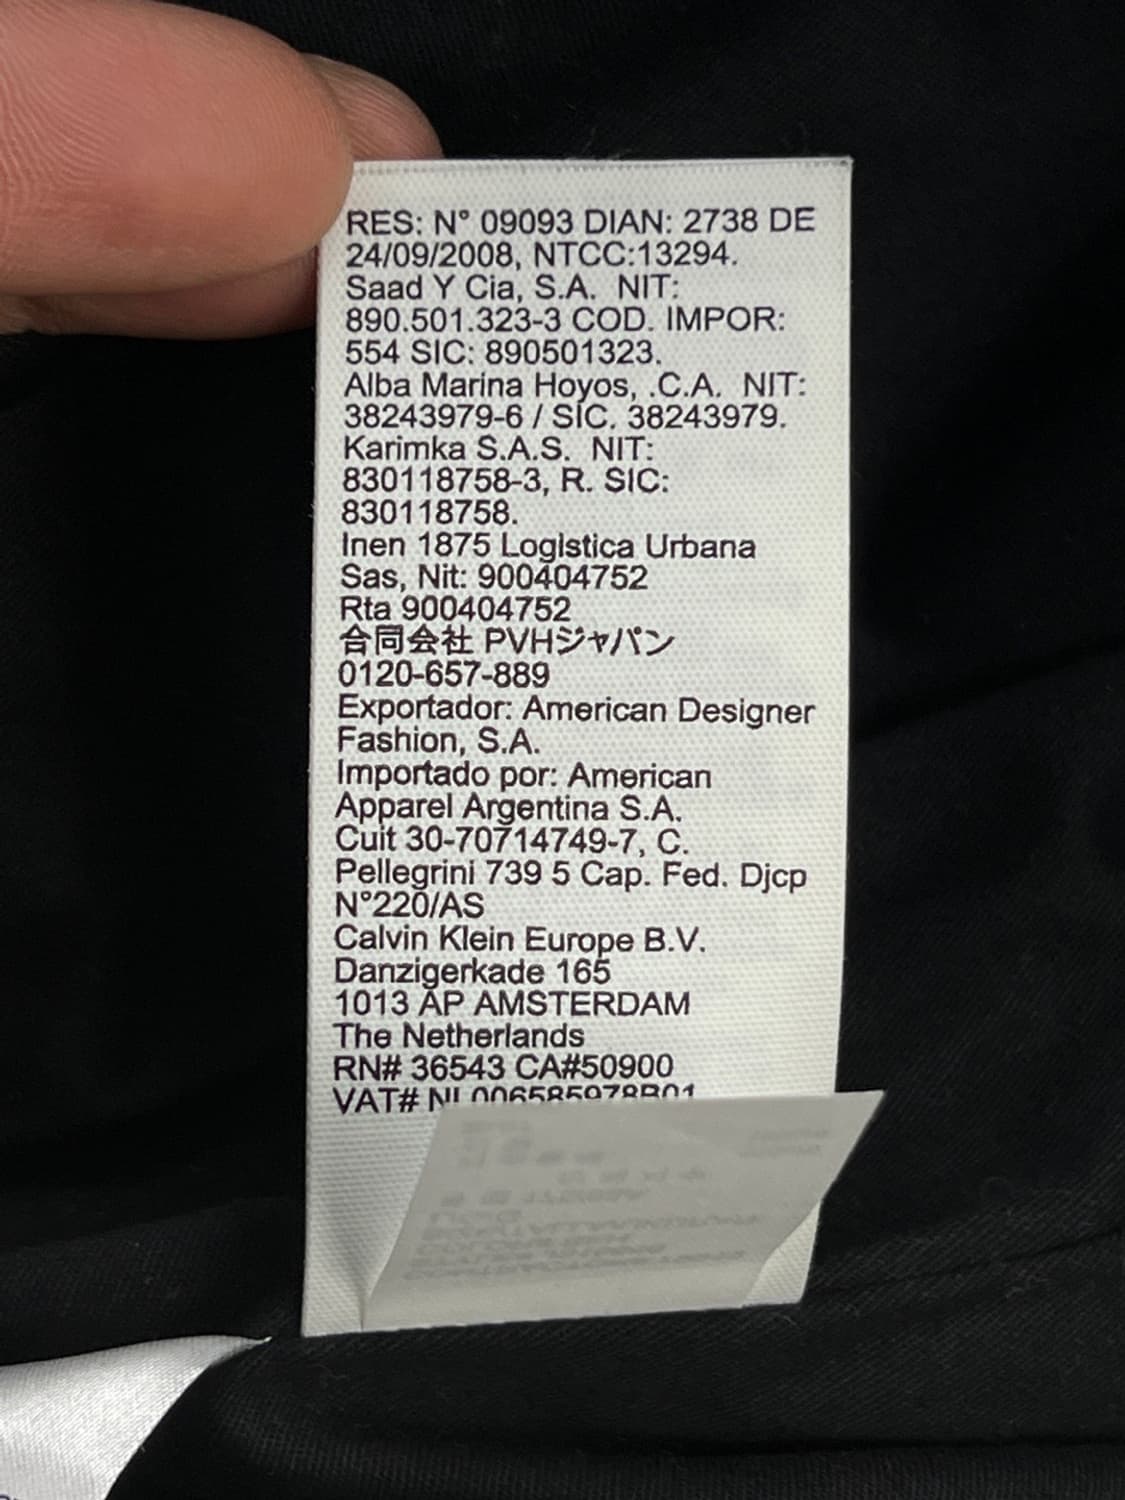 RES: N° 09093 DIAN: 2738 DE
24/09/2008, NTCC:13294.
Saad Y Cia, S.A. NIT:
890.501.323-3 COD. IMPOR:
554 SIC: 890501323.
Alba Marina Hoyos, .C.A. NIT:
38243979-6 / SIC. 38243979.
Karimka S.A.S. NIT:
830118758-3, R. SIC:
830118758.
Inen 1875 Logistica Urbana
Sas, Nit: 900404752
Rta 900404752
合同会社 PVHジャパン
0120-657-889
Exportador: American Designer
Fashion, S.A.
Importado por: American
Apparel Argentina S.A.
Cuit 30-70714749-7, C.
Pellegrini 739 5 Cap. Fed. Djcp
N°220/AS
Calvin Klein Europe B.V.
Danzigerkade 165
1013 AP AMSTERDAM
The Netherlands
RN# 36543 CA#50900
VAT# NL006585978B01